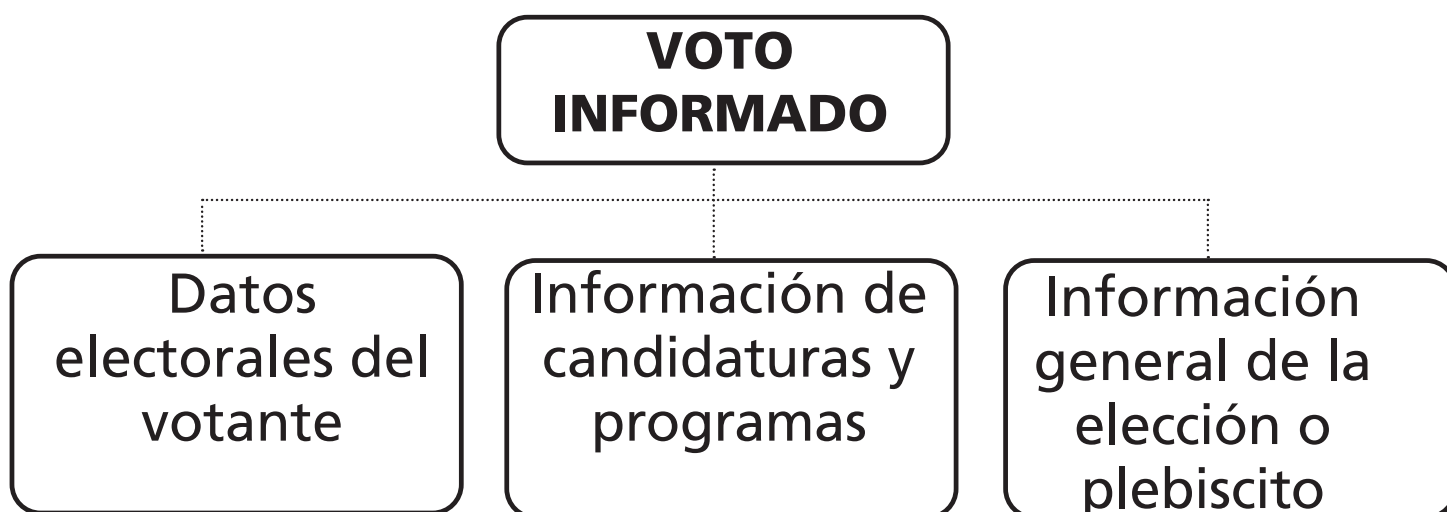 VOTO
INFORMADO
Datos
electorales del
votante
Información de
candidaturas y
programas
Información
general de la
elección o
plebiscito